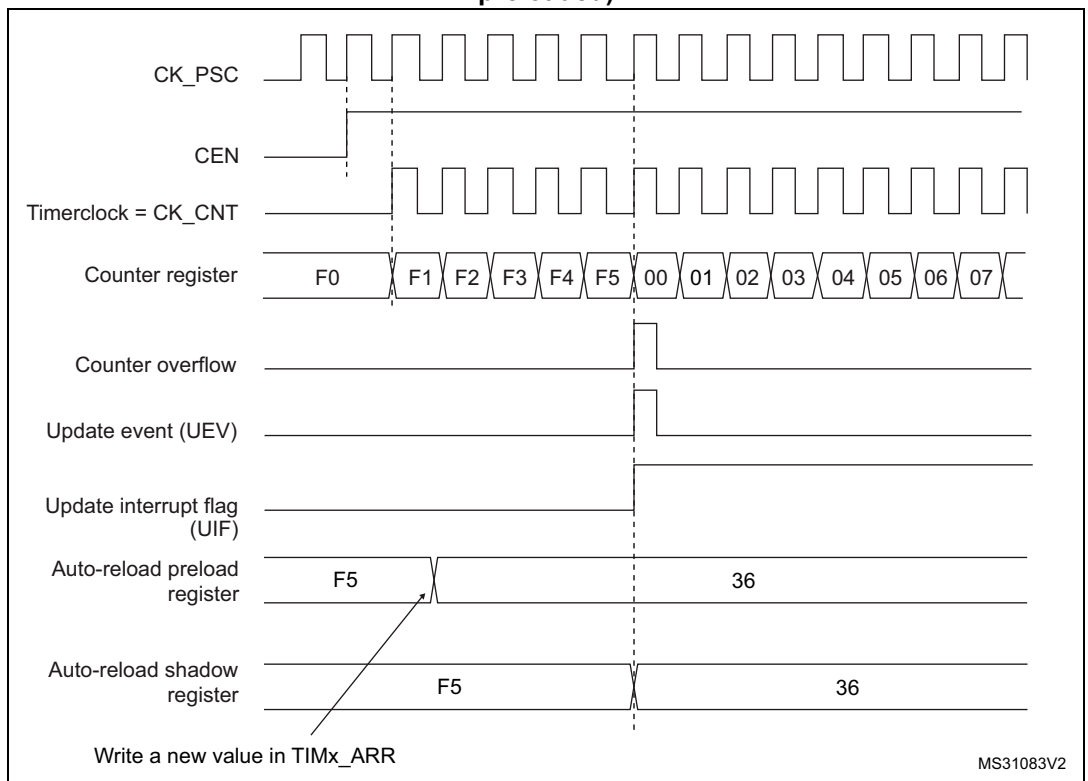 preloaded)
CK_PSC
CEN
Timerclock = CK_CNT
Counter register F0 F1 F2 F3 F4 F5 00 01 02 03 04 05 06 07
Counter overflow
Update event (UEV)
Update interrupt flag
(UIF)
Auto-reload preload
register
F5 36
Auto-reload shadow
register
F5 36
Write a new value in TIMx_ARR
MS31083V2